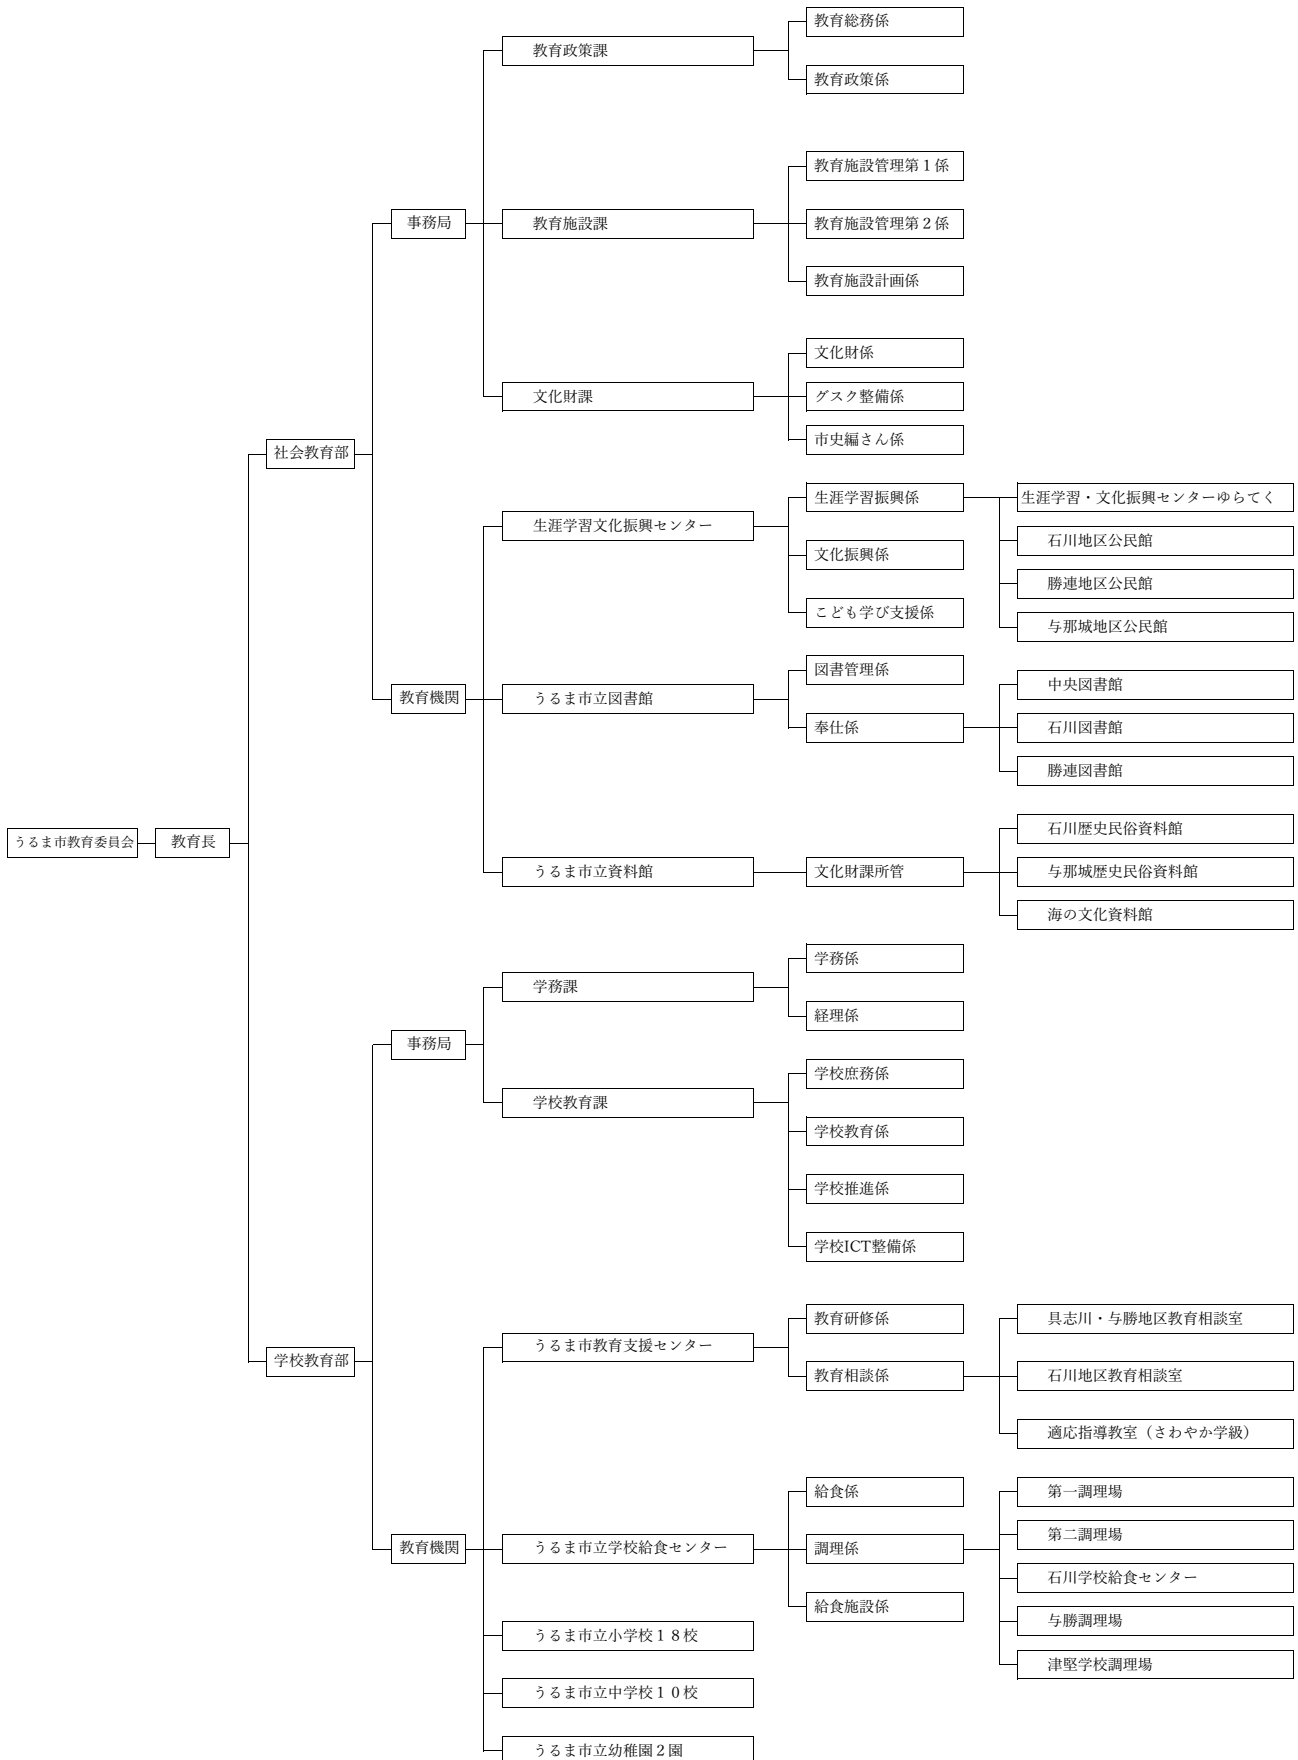 教育総務係
教育政策課
教育政策係
教育施設管理第１係
事務局
教育施設課
教育施設管理第２係
教育施設計画係
文化財係
文化財課
グスク整備係
市史編さん係
社会教育部
生涯学習振興係
生涯学習・文化振興センターゆらてく
生涯学習文化振興センター
石川地区公民館
文化振興係
勝連地区公民館
こども学び支援係
与那城地区公民館
図書管理係
中央図書館
教育機関
うるま市立図書館
奉仕係
石川図書館
勝連図書館
石川歴史民俗資料館
うるま市教育委員会
教育長
うるま市立資料館
文化財課所管
与那城歴史民俗資料館
海の文化資料館
学務係
学務課
経理係
事務局
学校庶務係
学校教育課
学校教育係
学校推進係
学校ICT整備係
教育研修係
具志川・与勝地区教育相談室
うるま市教育支援センター
学校教育部
教育相談係
石川地区教育相談室
適応指導教室（さわやか学級）
給食係
第一調理場
第二調理場
教育機関
うるま市立学校給食センター
調理係
石川学校給食センター
給食施設係
与勝調理場
うるま市立小学校１８校
津堅学校調理場
うるま市立中学校１０校
うるま市立幼稚園２園